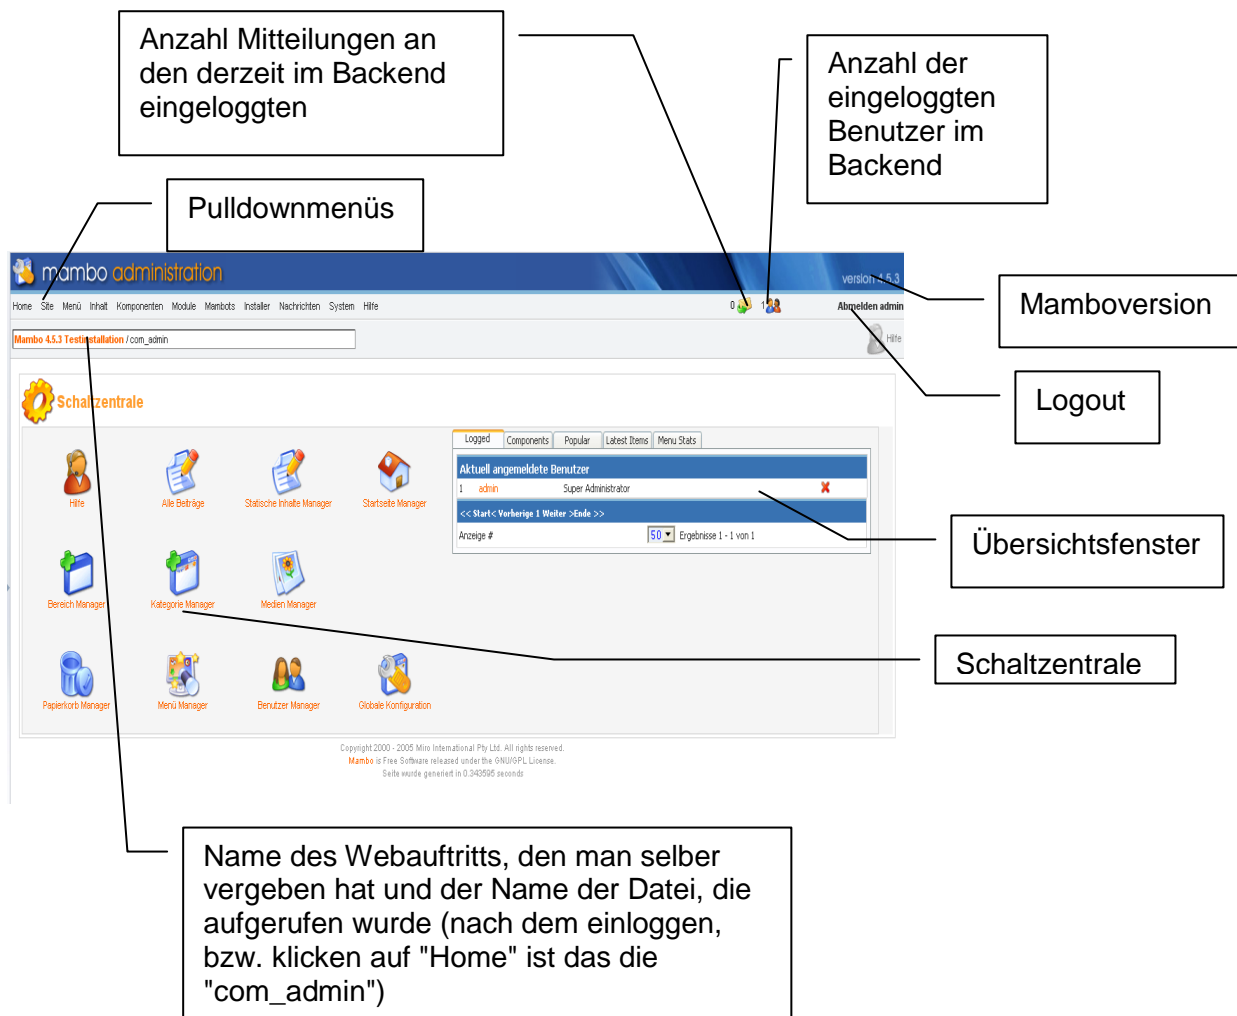 Anzahl Mitteilungen an
den derzeit im Backend
eingeloggten
Anzahl der
eingeloggten
Benutzer im
Backend
Pulldownmenüs
mambo administration
version 4.5.3
Home Site Menü Inhalt Komponenten Module Mambots Installer Nachrichten System Hilfe
0 1
Abmelden admin
Mamboversion
Mambo 4.5.3 Testinstallation / com_admin
Hilfe
Logout
Schaltzentrale
Logged Components Popular Latest Items Menu Stats
Aktuell angemeldete Benutzer
1 admin Super Administrator
<< Start< Vorherige 1 Weiter >Ende >>
Anzeige # 50 Ergebnisse 1 - 1 von 1
Hilfe Alle Beiträge Statische Inhalte Manager Startseite Manager
Übersichtsfenster
Bereich Manager Kategorie Manager Medien Manager
Schaltzentrale
Papierkorb Manager Menü Manager Benutzer Manager Globale Konfiguration
Copyright 2000 - 2005 Miro International Pty Ltd. All rights reserved.
Mambo is Free Software released under the GNU/GPL License.
Seite wurde generiert in 0.343595 seconds
Name des Webauftritts, den man selber
vergeben hat und der Name der Datei, die
aufgerufen wurde (nach dem einloggen,
bzw. klicken auf "Home" ist das die
"com_admin")